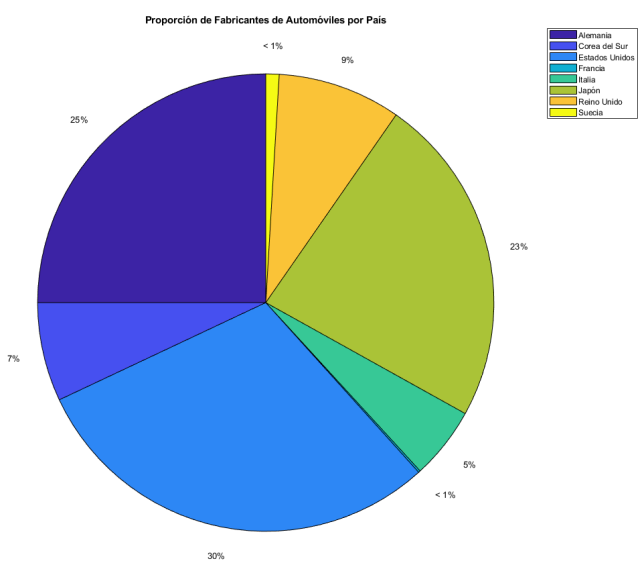 Proporción de Fabricantes de Automóviles por País
< 1%
9%
25%
23%
7%
5%
< 1%
30%
Alemania
Corea del Sur
Estados Unidos
Francia
Italia
Japón
Reino Unido
Suecia